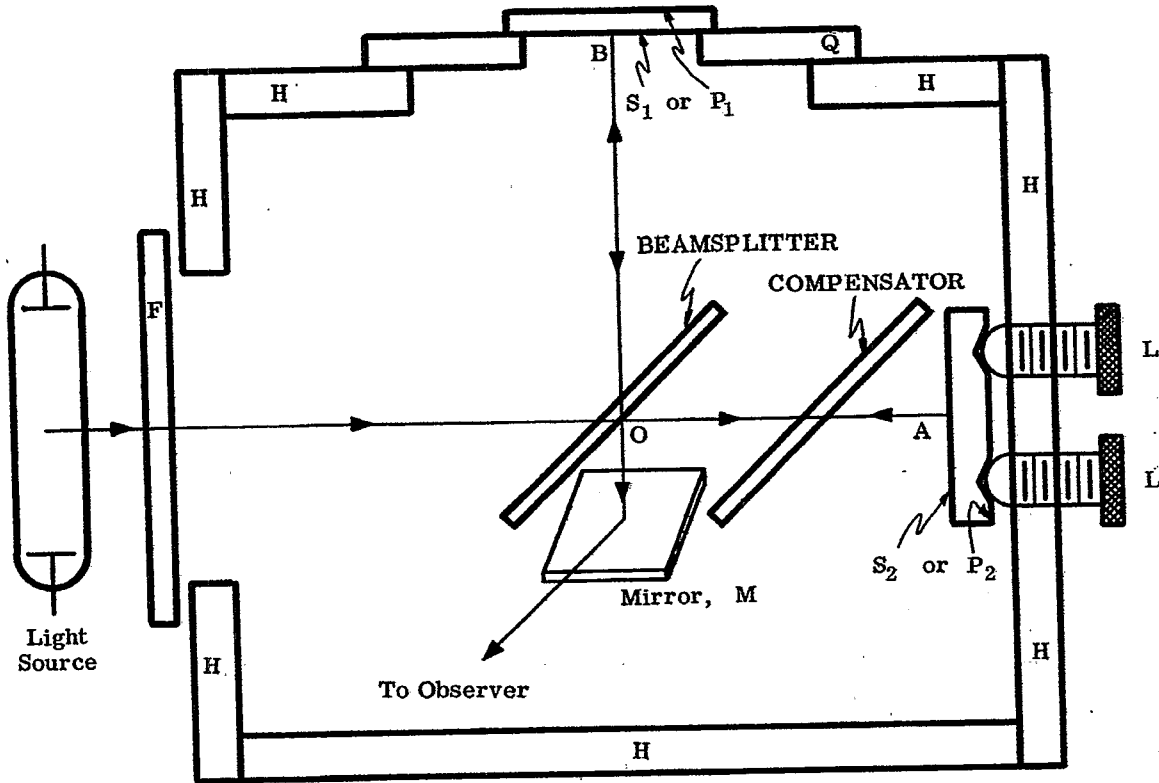 B
Q
H
S₁ or P₁
H
H
H
BEAMSPLITTER
COMPENSATOR
F
L
O
A
L
S₂ or P₂
Mirror, M
Light
Source
H
H
To Observer
H